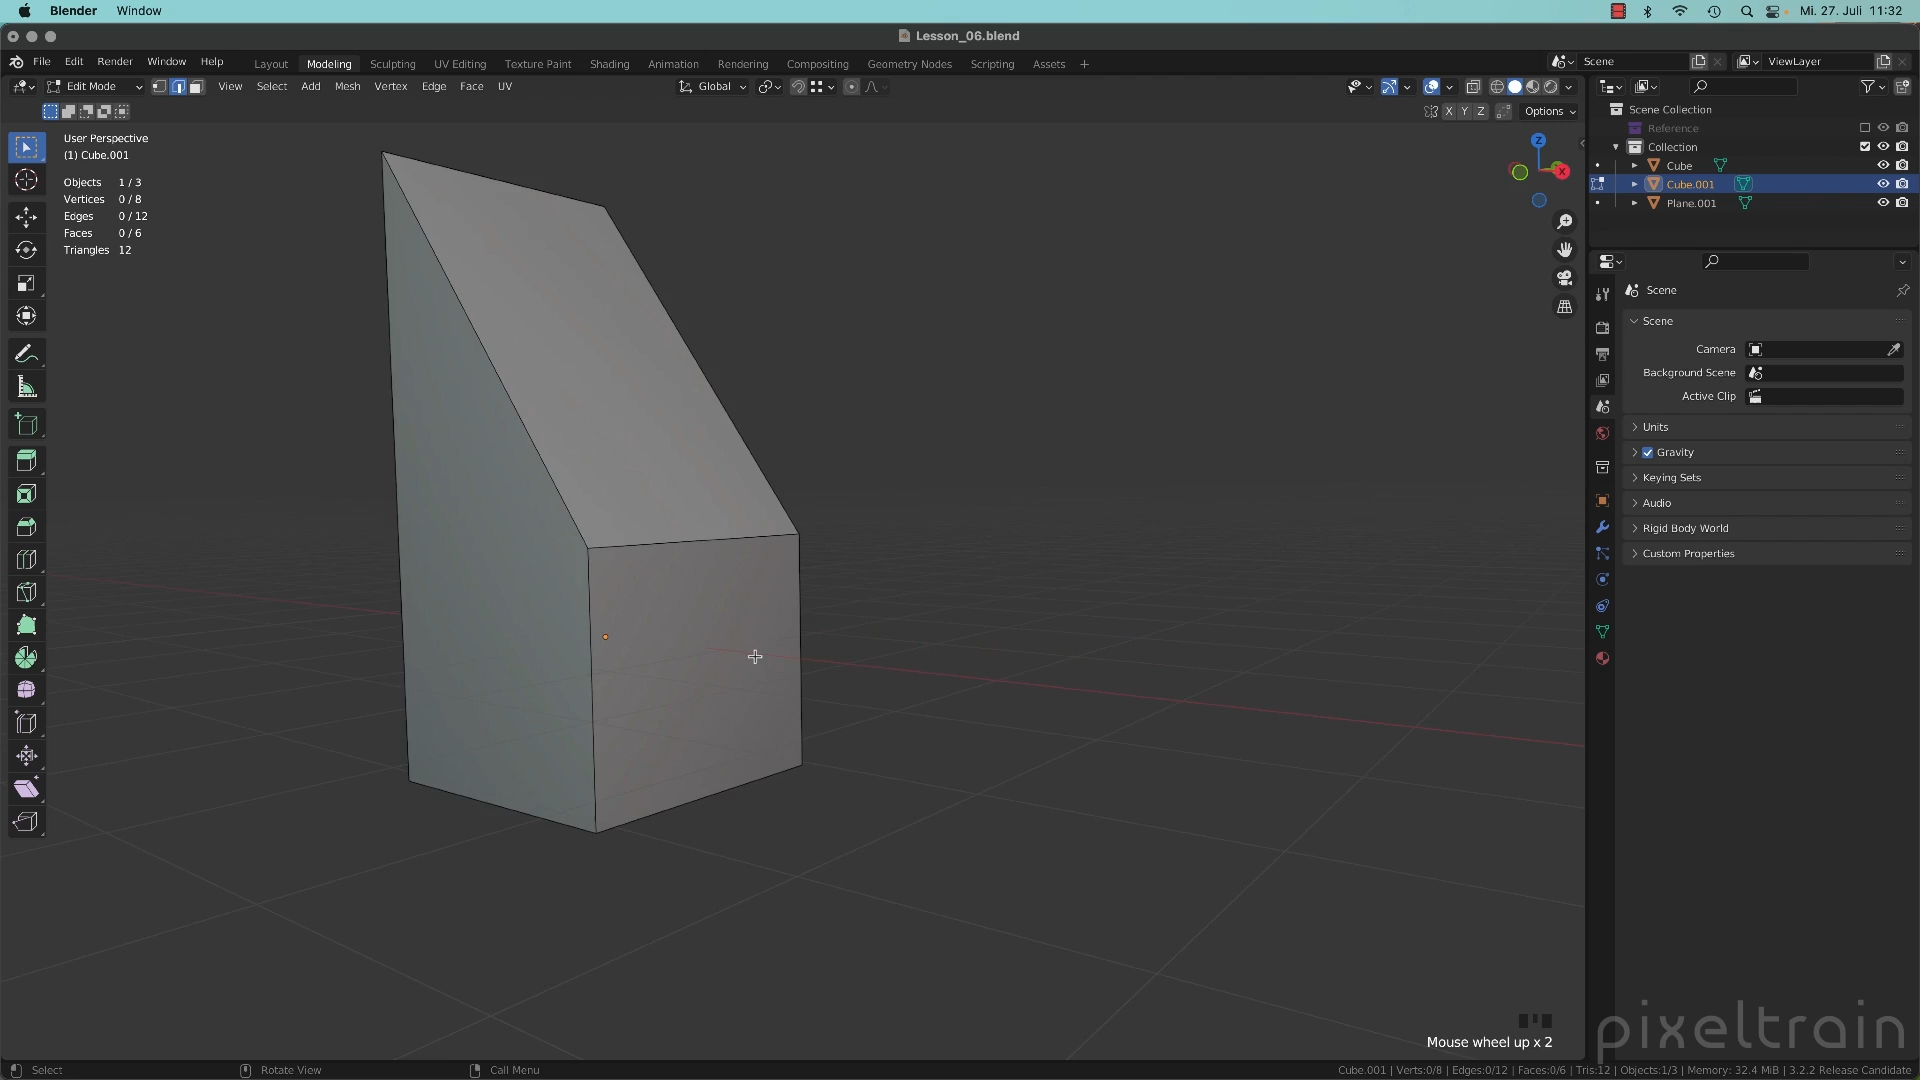 Blender Window Mi. 27. Juli 11:32
Lesson_06.blend
File Edit Render Window Help Layout Modeling Sculpting UV Editing Texture Paint Shading Animation Rendering Compositing Geometry Nodes Scripting Assets + Scene ViewLayer
Edit Mode View Select Add Mesh Vertex Edge Face UV Global
X Y Z Options
User Perspective
(1) Cube.001
Objects 1 / 3
Vertices 0 / 8
Edges 0 / 12
Faces 0 / 6
Triangles 12
Z
X
Scene Collection
Reference
Collection
Cube
Cube.001
Plane.001
Scene
Scene
Camera
Background Scene
Active Clip
Units
Gravity
Keying Sets
Audio
Rigid Body World
Custom Properties
pixeltrain
Mouse wheel up x 2
Select Rotate View Call Menu Cube.001 | Verts:0/8 | Edges:0/12 | Faces:0/6 | Tris:12 | Objects:1/3 | Memory: 32.4 MiB | 3.2.2 Release Candidate